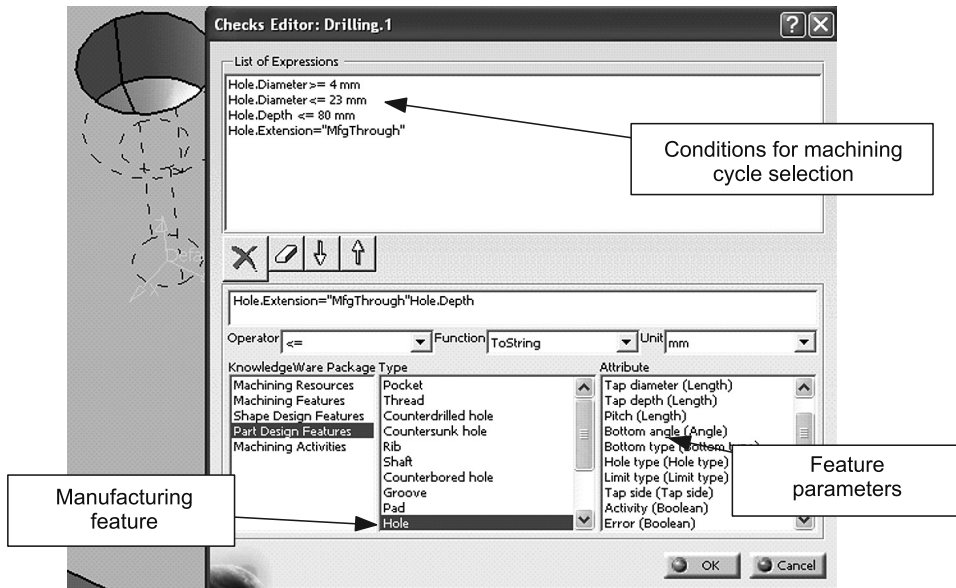 Checks Editor: Drilling.1
List of Expressions
Hole.Diameter>= 4 mm
Hole.Diameter<= 23 mm
Hole.Depth <= 80 mm
Hole.Extension="MfgThrough"
Conditions for machining
cycle selection
Hole.Extension="MfgThrough"Hole.Depth
Operator <= Function ToString Unit mm
KnowledgeWare Package Type Attribute
Machining Resources
Machining Features
Shape Design Features
Part Design Features
Machining Activities
Pocket
Thread
Counterdrilled hole
Countersunk hole
Rib
Shaft
Counterbored hole
Groove
Pad
Hole
Tap diameter (Length)
Tap depth (Length)
Pitch (Length)
Bottom angle (Angle)
Bottom type (Bottom
Hole type (Hole type)
Limit type (Limit type)
Tap side (Tap side)
Activity (Boolean)
Error (Boolean)
Manufacturing
feature
Feature
parameters
OK
Cancel